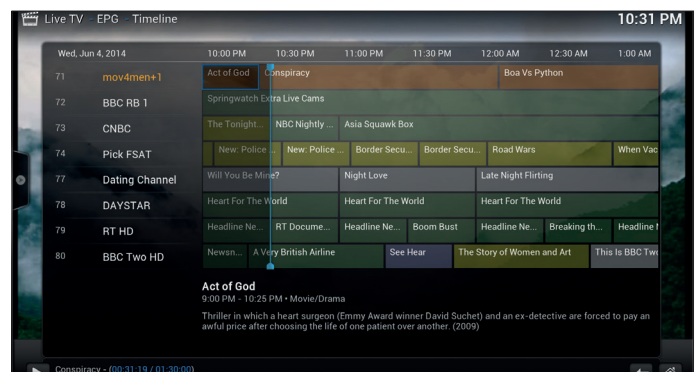 Live TV - EPG - Timeline 10:31 PM
Wed, Jun 4, 2014 10:00 PM 10:30 PM 11:00 PM 11:30 PM 12:00 AM 12:30 AM 1:00 AM
71 mov4men+1 Act of God Conspiracy Boa Vs Python
72 BBC RB 1 Springwatch Extra Live Cams
73 CNBC The Tonight... NBC Nightly ... Asia Squawk Box
74 Pick FSAT New: Police ... New: Police ... Border Secu... Border Secu... Road Wars When Vac
77 Dating Channel Will You Be Mine? Night Love Late Night Flirting
78 DAYSTAR Heart For The World Heart For The World Heart For The World
79 RT HD Headline Ne... RT Docume... Headline Ne... Boom Bust Headline Ne... Breaking th... Headline
80 BBC Two HD Newsn... A Very British Airline See Hear The Story of Women and Art This Is BBC Two
Act of God
9:00 PM - 10:25 PM • Movie/Drama
Thriller in which a heart surgeon (Emmy Award winner David Suchet) and an ex-detective are forced to pay an
awful price after choosing the life of one patient over another. (2009)
Conspiracy - (00:31:19 / 01:30:00)